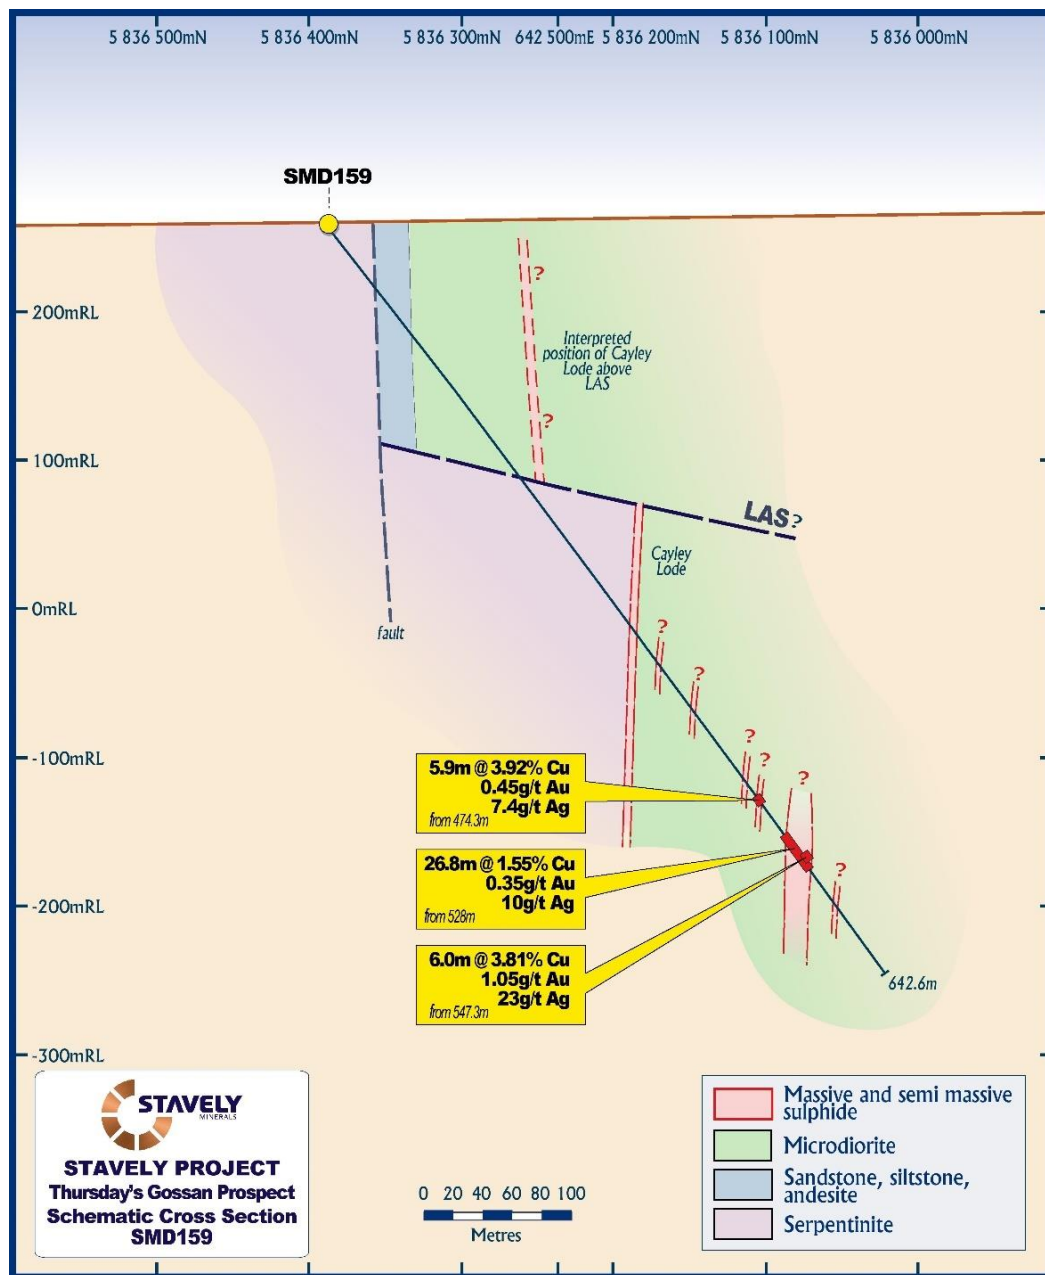 5 836 500mN 5 836 400mN 5 836 300mN 642 500mE 5 836 200mN 5 836 100mN 5 836 000mN
SMD159
200mRL
?
Interpreted
position of Cayley
Lode above
LAS
?
100mRL
LAS?
Cayley
Lode
0mRL
fault
?
?
-100mRL
?
?
?
5.9m @ 3.92% Cu
0.45g/t Au
7.4g/t Ag
from 474.3m
26.8m @ 1.55% Cu
0.35g/t Au
10g/t Ag
from 528m
?
-200mRL
6.0m @ 3.81% Cu
1.05g/t Au
23g/t Ag
from 547.3m
642.6m
-300mRL
STAVELY
MINERALS
STAVELY PROJECT
Thursday's Gossan Prospect
Schematic Cross Section
SMD159
0 20 40 60 80 100
Metres
Massive and semi massive
sulphide
Microdiorite
Sandstone, siltstone,
andesite
Serpentinite